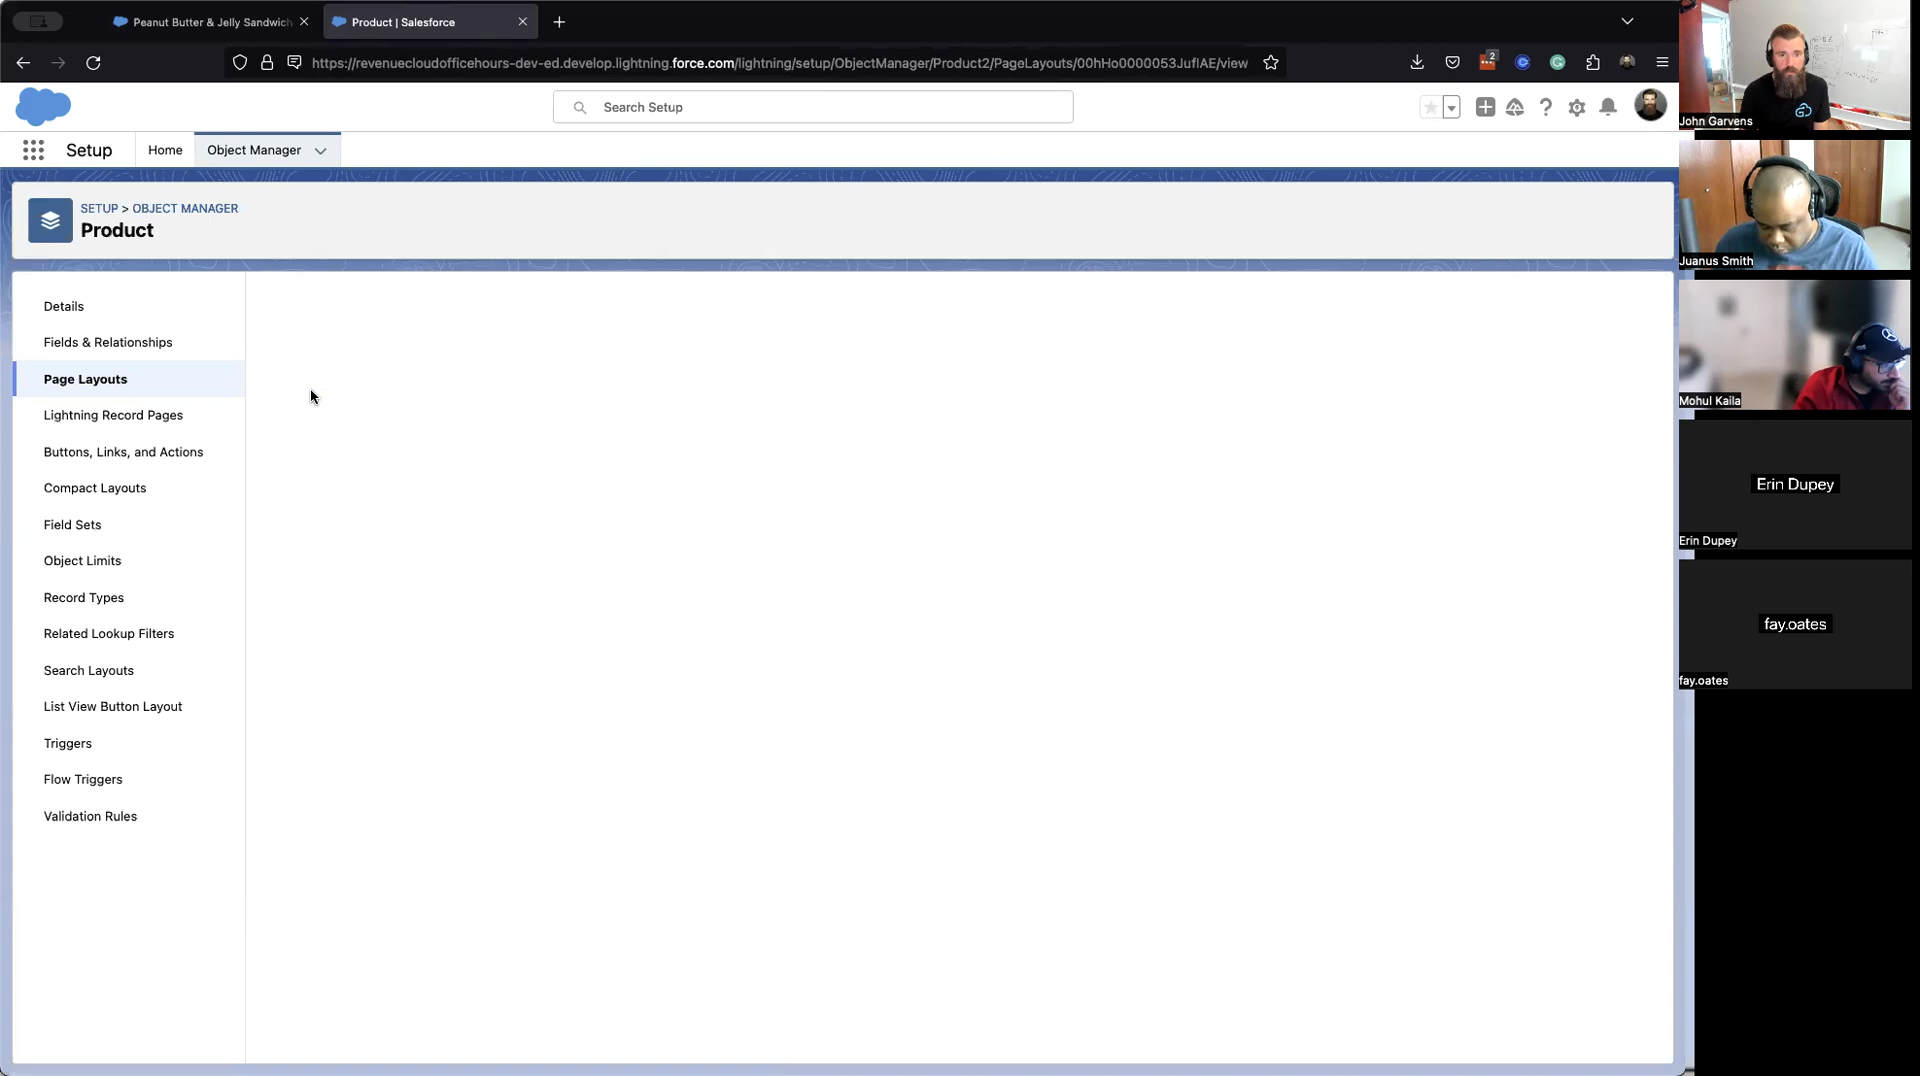 Peanut Butter & Jelly Sandwich
Product | Salesforce
https://revenuecloudofficehours-dev-ed.develop.lightning.force.com/lightning/setup/ObjectManager/Product2/PageLayouts/00hHo0000053JufIAE/view
2
Search Setup
Setup
Home
Object Manager
SETUP > OBJECT MANAGER
Product
Details
Fields & Relationships
Page Layouts
Lightning Record Pages
Buttons, Links, and Actions
Compact Layouts
Field Sets
Object Limits
Record Types
Related Lookup Filters
Search Layouts
List View Button Layout
Triggers
Flow Triggers
Validation Rules
John Garvens
Juanus Smith
Mohul Kaila
Erin Dupey
Erin Dupey
fay.oates
fay.oates